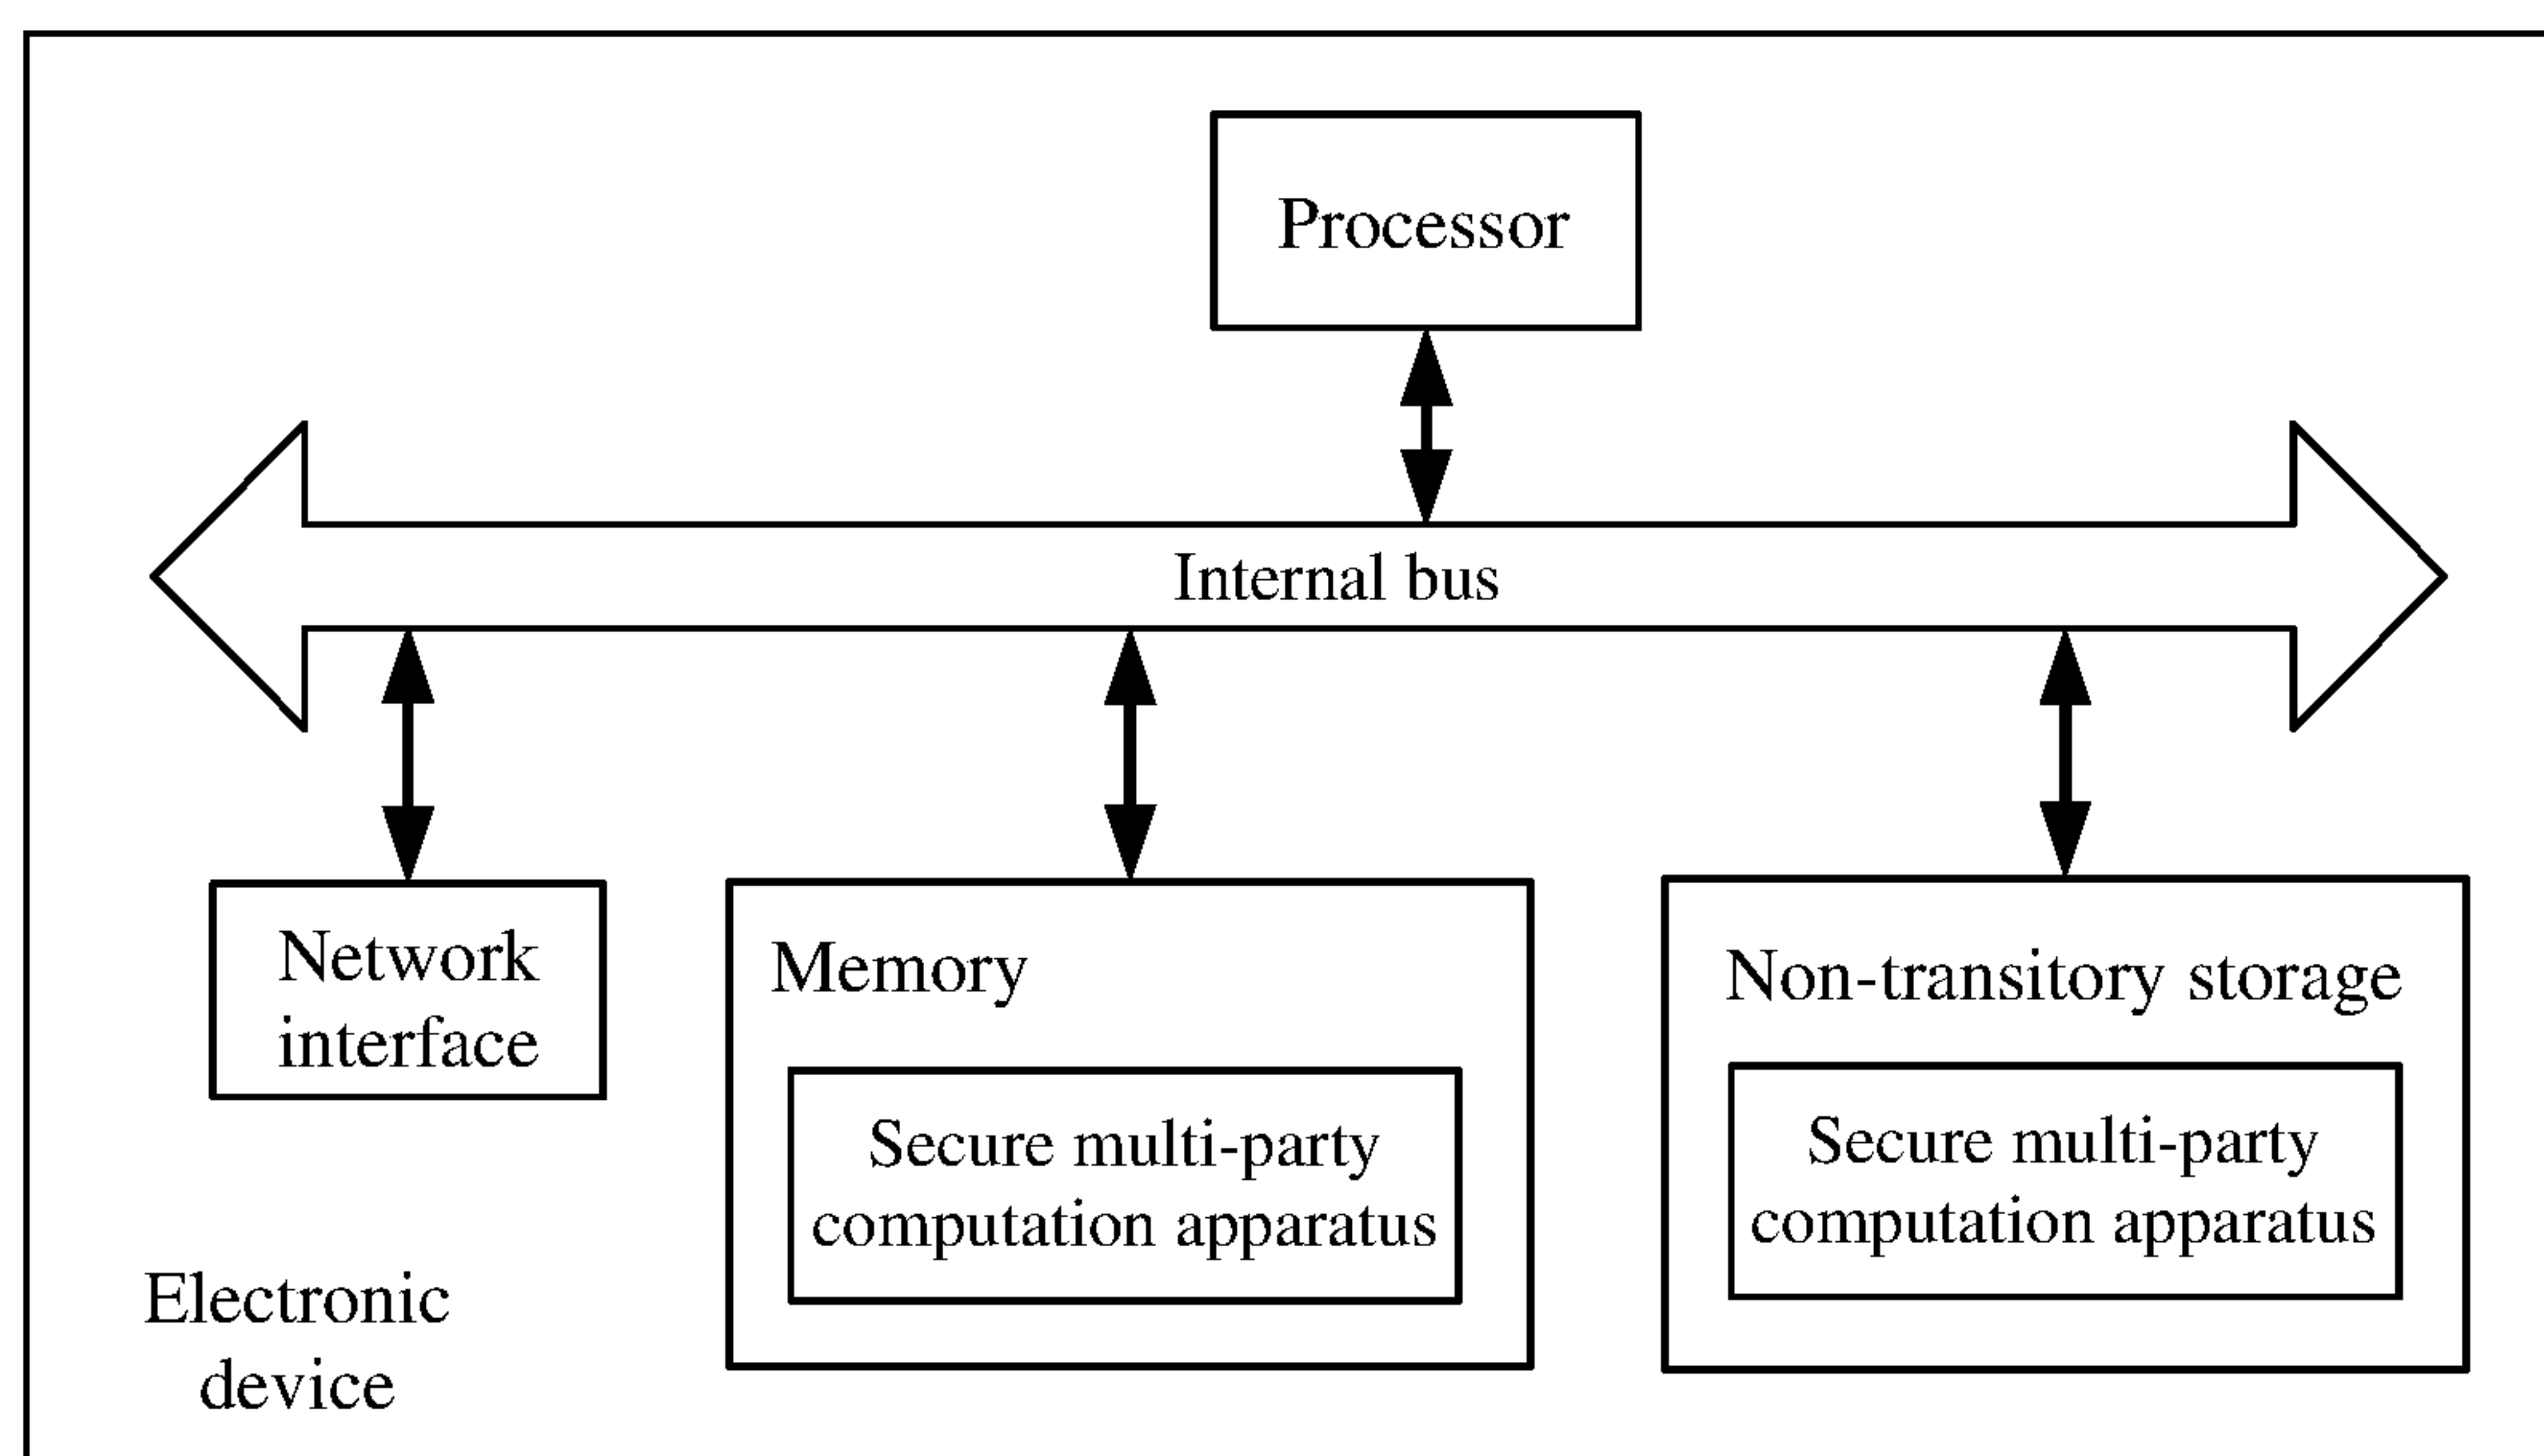 Processor
Internal bus
Network
interface
Memory
Secure multi-party
computation apparatus
Non-transitory storage
Secure multi-party
computation apparatus
Electronic
device